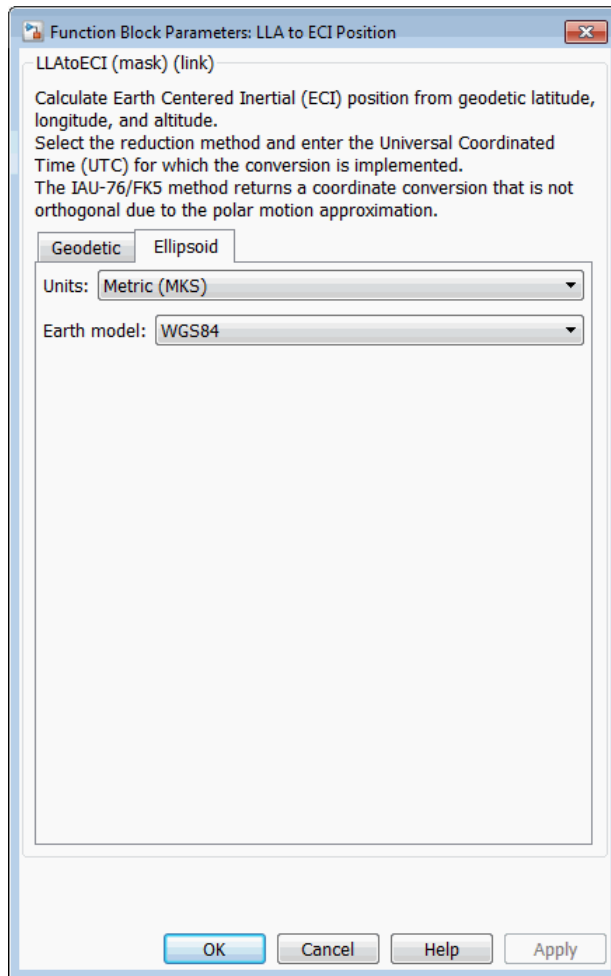 Function Block Parameters: LLA to ECI Position
LLAtoECI (mask) (link)
Calculate Earth Centered Inertial (ECI) position from geodetic latitude,
longitude, and altitude.
Select the reduction method and enter the Universal Coordinated
Time (UTC) for which the conversion is implemented.
The IAU-76/FK5 method returns a coordinate conversion that is not
orthogonal due to the polar motion approximation.
Geodetic Ellipsoid
Units: Metric (MKS)
Earth model: WGS84
OK Cancel Help Apply